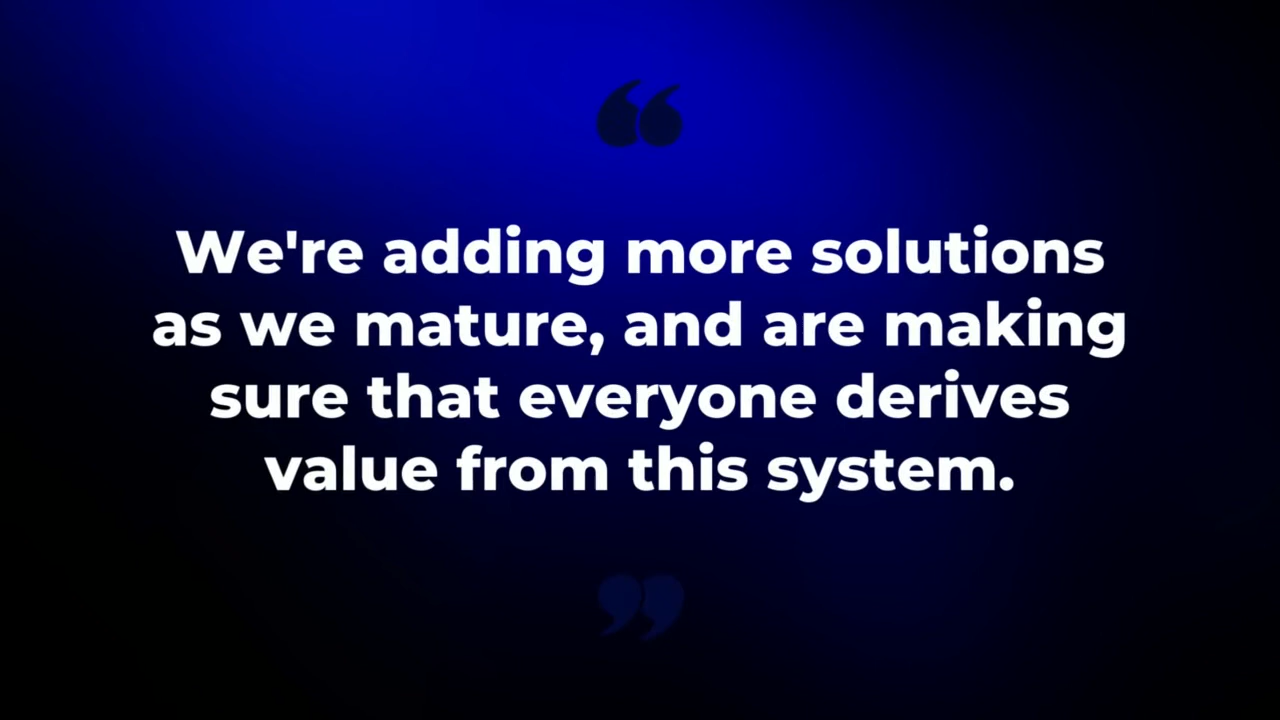 “
We're adding more solutions
as we mature, and are making
sure that everyone derives
value from this system.
”